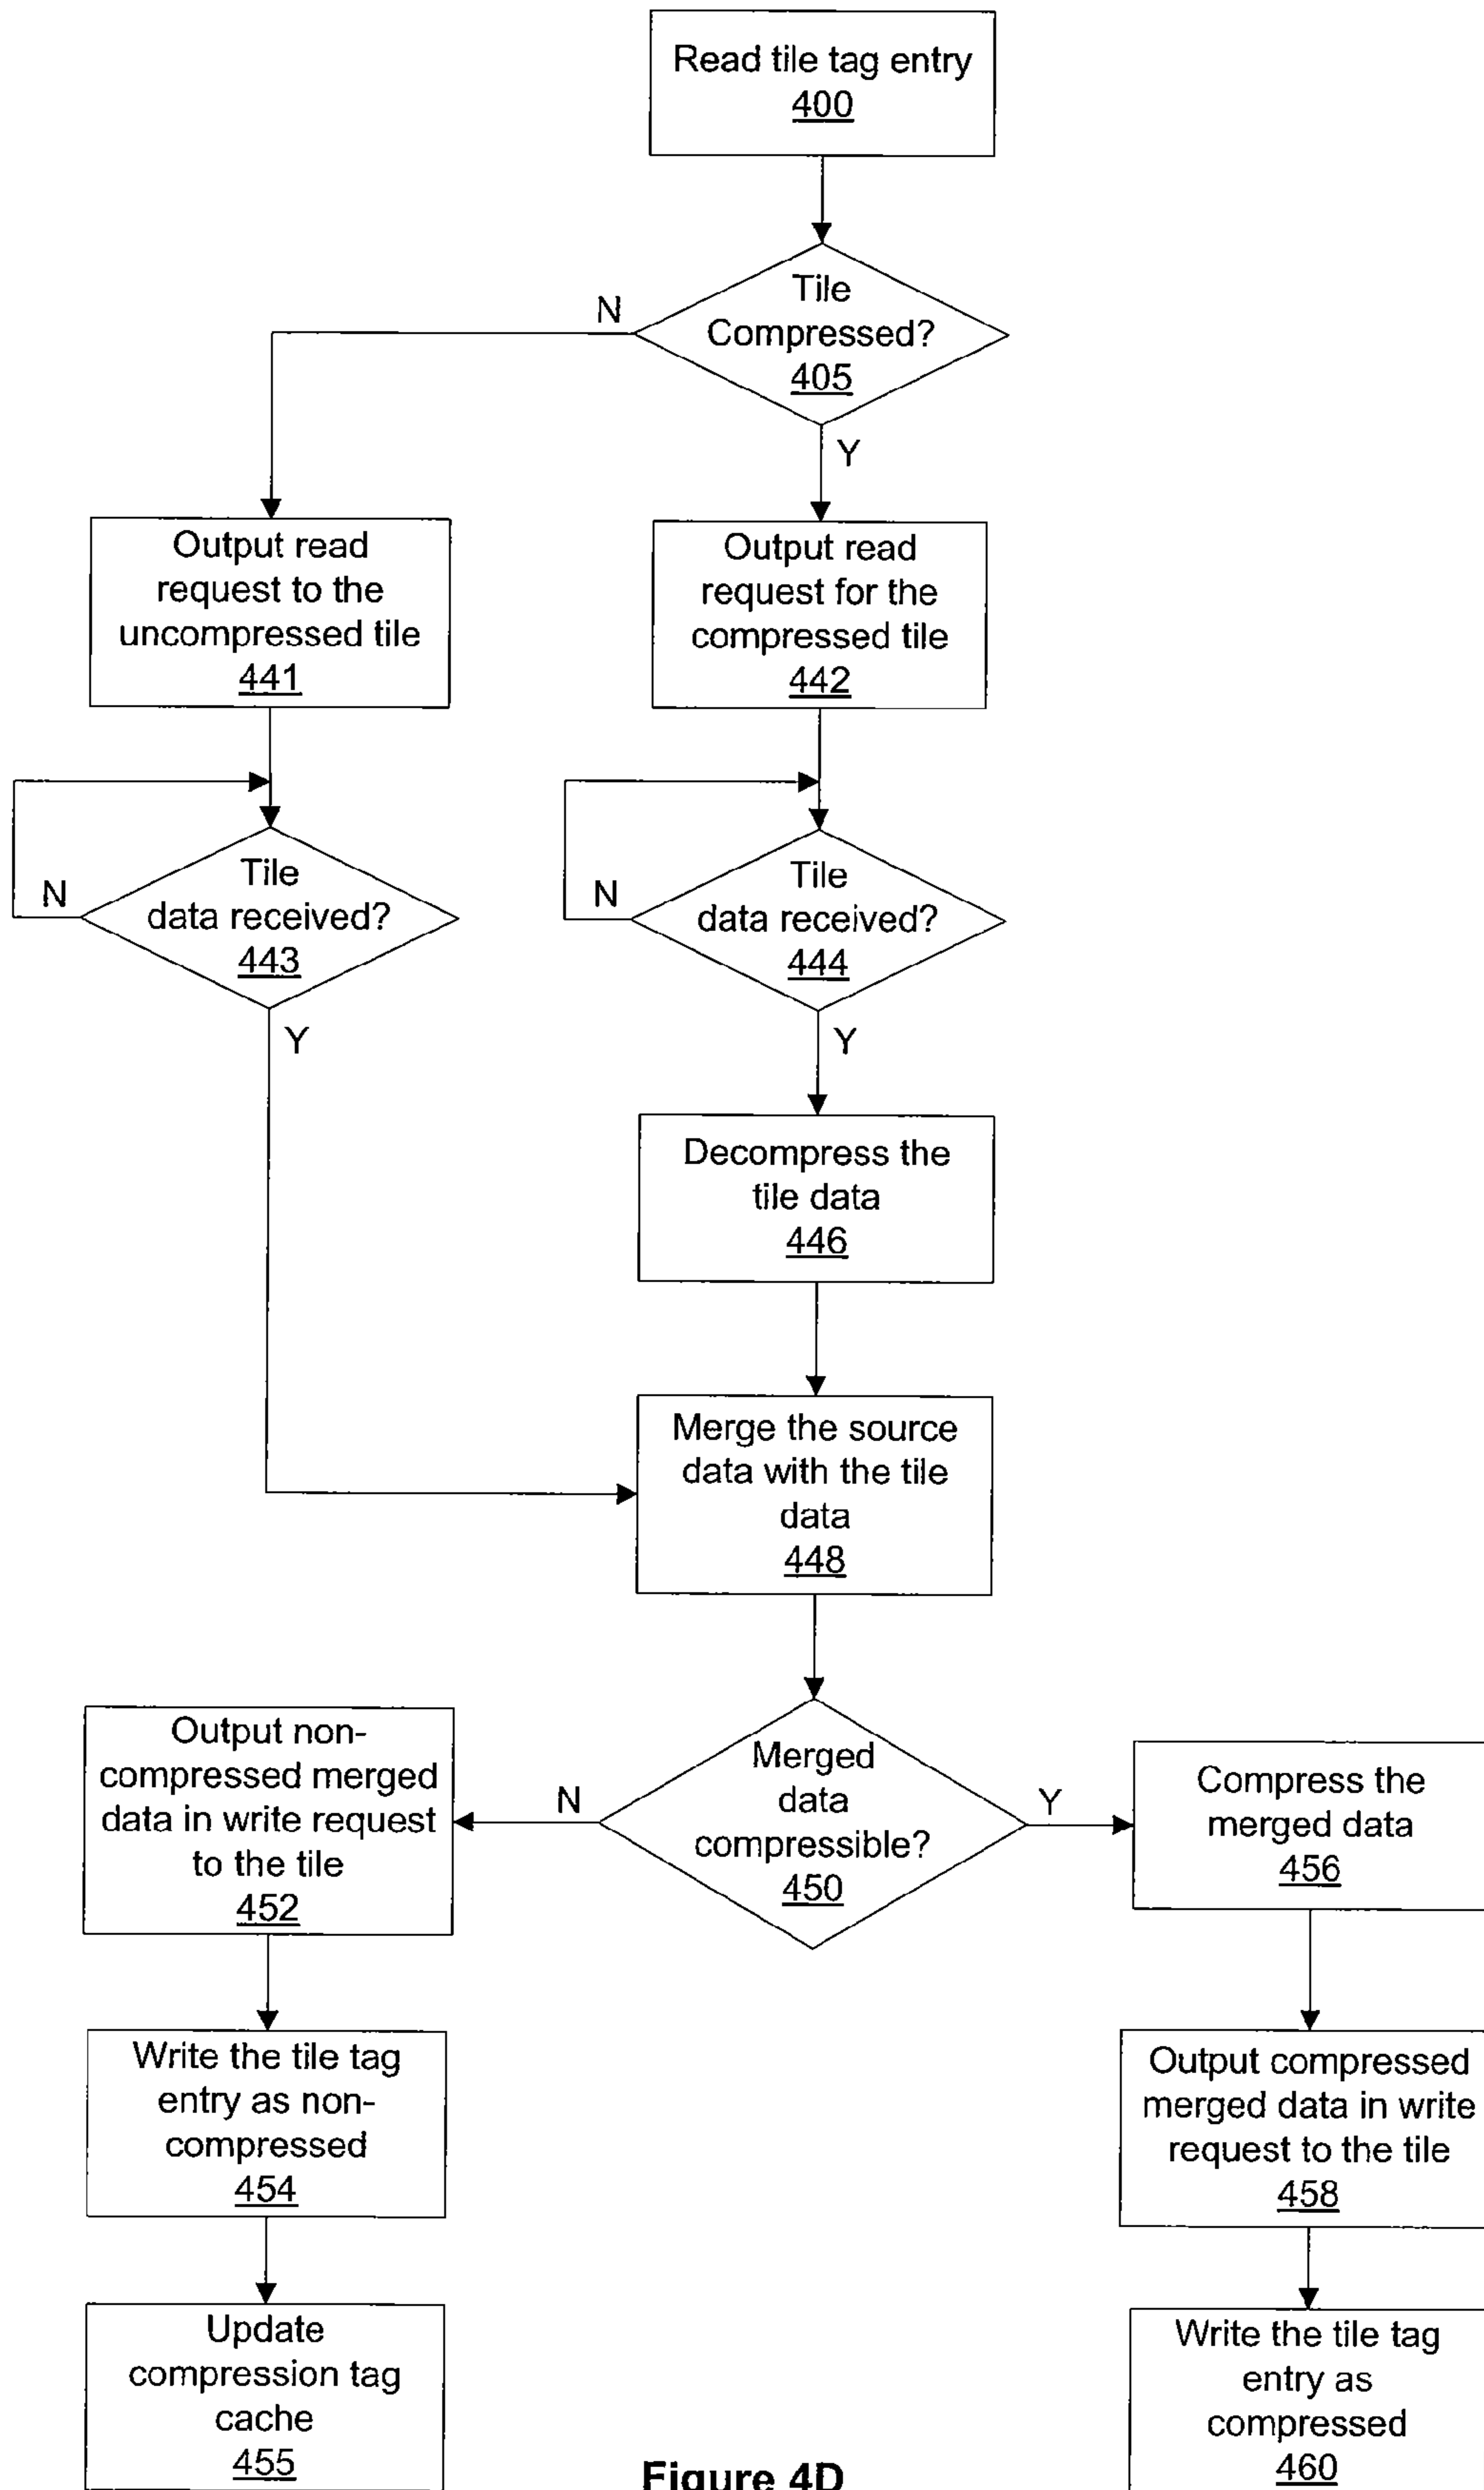 Read tile tag entry
400
Tile
Compressed?
405
N
Y
Output read
request to the
uncompressed tile
441
Output read
request for the
compressed tile
442
Tile
data received?
443
N
Y
Tile
data received?
444
N
Y
Decompress the
tile data
446
Merge the source
data with the tile
data
448
Merged
data
compressible?
450
N
Y
Output non-
compressed merged
data in write request
to the tile
452
Compress the
merged data
456
Write the tile tag
entry as non-
compressed
454
Output compressed
merged data in write
request to the tile
458
Update
compression tag
cache
455
Write the tile tag
entry as
compressed
460
Figure 4D